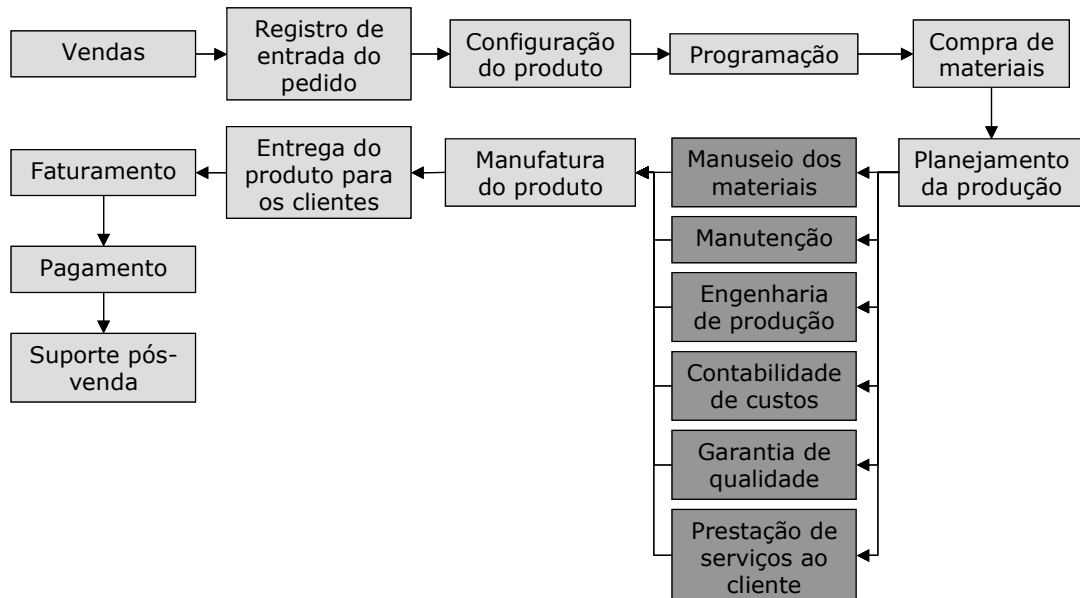 Vendas
Registro de
entrada do
pedido
Configuração
do produto
Programação
Compra de
materiais
Faturamento
Entrega do
produto para
os clientes
Manufatura
do produto
Manuseio dos
materiais
Planejamento
da produção
Manutenção
Pagamento
Engenharia
de produção
Suporte pós-
venda
Contabilidade
de custos
Garantia de
qualidade
Prestação de
serviços ao
cliente